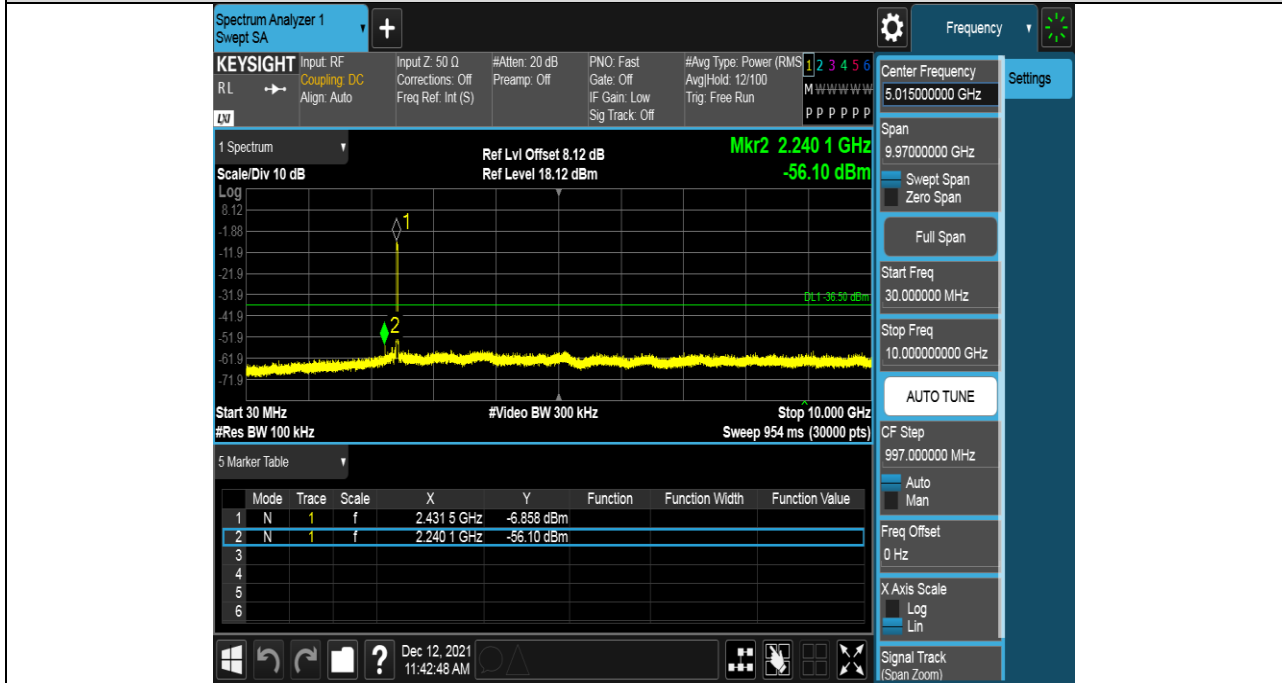 Spectrum Analyzer 1
Swept SA
+
Frequency
KEYSIGHT
RL
LXI
Input: RF
Coupling: DC
Align: Auto
Input Z: 50 Ω
Corrections: Off
Freq Ref: Int (S)
#Atten: 20 dB
Preamp: Off
PNO: Fast
Gate: Off
IF Gain: Low
Sig Track: Off
#Avg Type: Power (RMS
Avg|Hold: 12/100
Trig: Free Run
1 2 3 4 5 6
M W W W W W
P P P P P P
1 Spectrum
Scale/Div 10 dB
Log
Ref Lvl Offset 8.12 dB
Ref Level 18.12 dBm
Mkr2 2.240 1 GHz
-56.10 dBm
8.12
-1.88
-11.9
-21.9
-31.9
-41.9
-51.9
-61.9
-71.9
1
2
DL1 -36.50 dBm
Start 30 MHz
#Video BW 300 kHz
Stop 10.000 GHz
#Res BW 100 kHz
Sweep 954 ms (30000 pts)
5 Marker Table
Mode Trace Scale X Y Function Function Width Function Value
1 N 1 f 2.431 5 GHz -6.858 dBm
2 N 1 f 2.240 1 GHz -56.10 dBm
3
4
5
6
?
Dec 12, 2021
11:42:48 AM
Center Frequency
5.015000000 GHz
Settings
Span
9.97000000 GHz
Swept Span
Zero Span
Full Span
Start Freq
30.000000 MHz
Stop Freq
10.000000000 GHz
AUTO TUNE
CF Step
997.000000 MHz
Auto
Man
Freq Offset
0 Hz
X Axis Scale
Log
Lin
Signal Track
(Span Zoom)